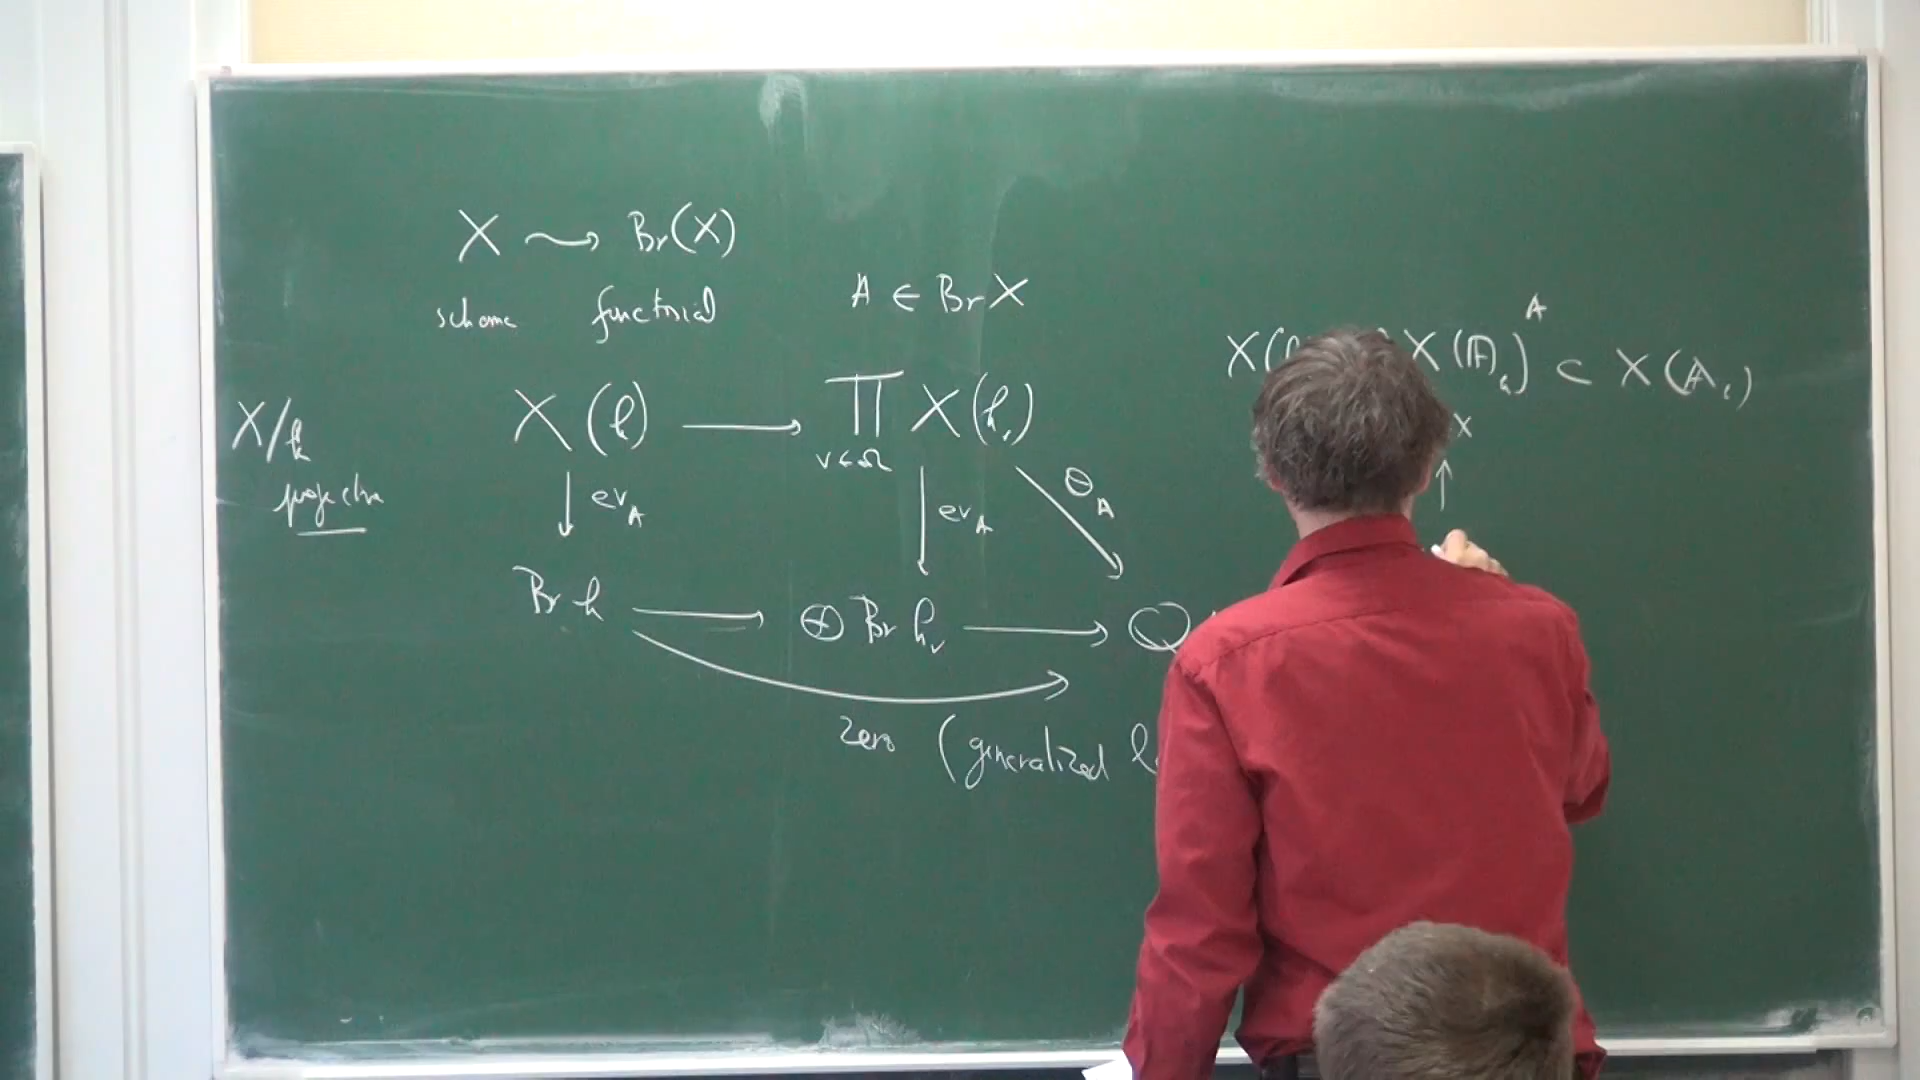 X ⇝ Br(X)
scheme functorial
A ∈ Br X
X( X(𝔸_k)^A ⊂ X(𝔸_k)
X/k
projective
X(k) ⟶ ∏_{v∈Ω} X(k_v)
x
↑
↓ ev_A ↓ ev_A ↘ Θ_A
Br k ⟶ ⊕ Br k_v ⟶ Q
zero (generalized